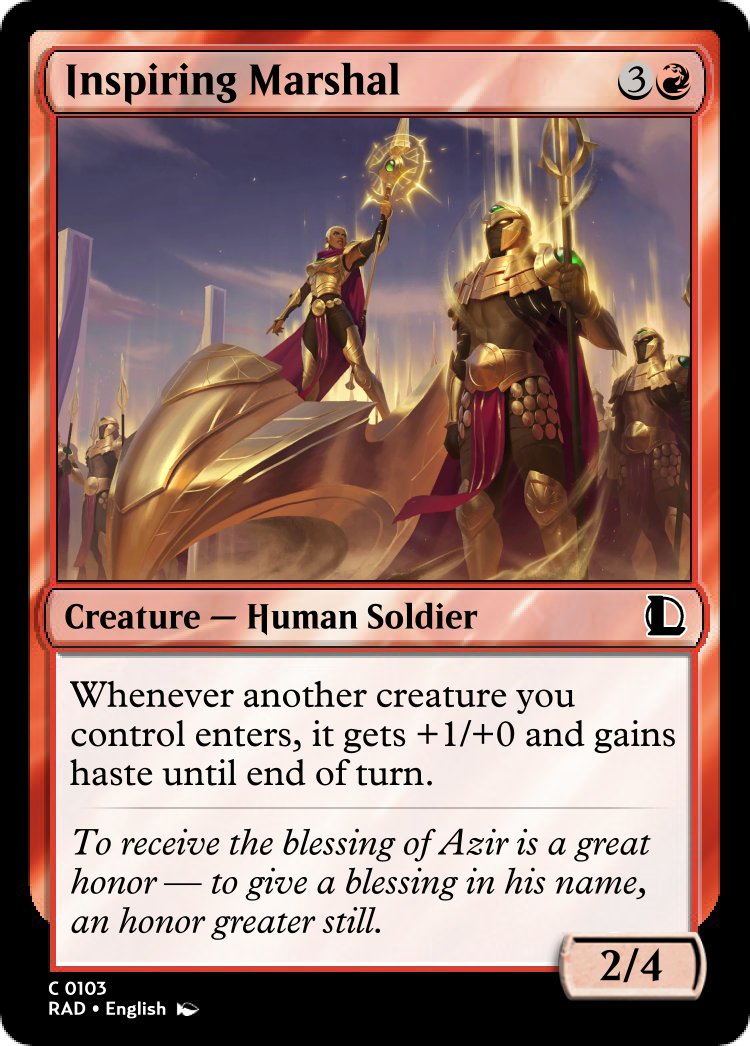 Inspiring Marshal
3
Creature — Human Soldier
Whenever another creature you
control enters, it gets +1/+0 and gains
haste until end of turn.
To receive the blessing of Azir is a great
honor — to give a blessing in his name,
an honor greater still.
2/4
C 0103
RAD • English